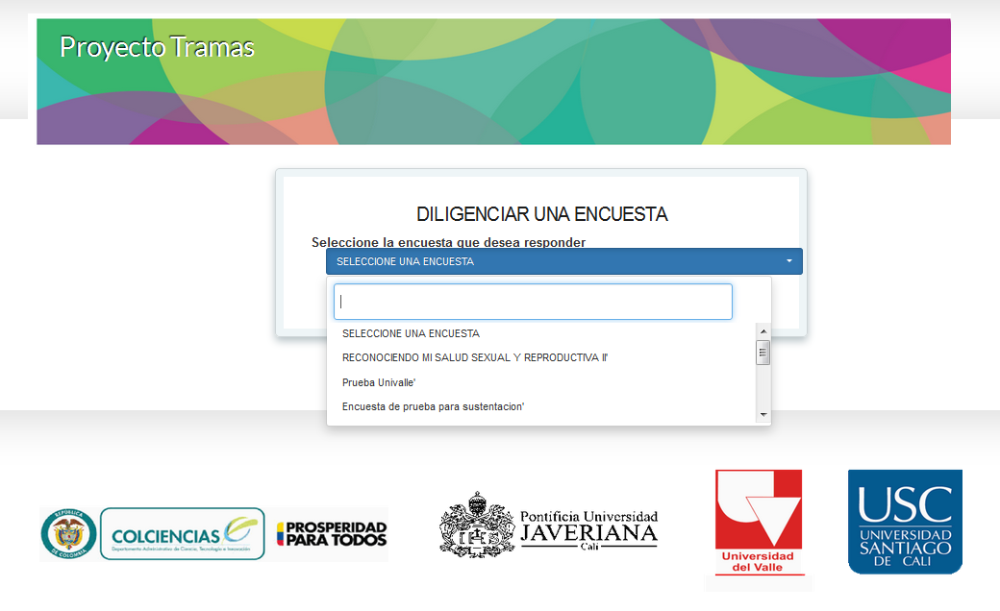 Proyecto Tramas
DILIGENCIAR UNA ENCUESTA
Seleccione la encuesta que desea responder
SELECCIONE UNA ENCUESTA
SELECCIONE UNA ENCUESTA
RECONOCIENDO MI SALUD SEXUAL Y REPRODUCTIVA II'
Prueba Univalle'
Encuesta de prueba para sustentacion'
REPUBLICA
DE COLOMBIA
COLCIENCIAS
Departamento Administrativo de Ciencia, Tecnología e Innovación
PROSPERIDAD
PARA TODOS
Pontificia Universidad
JAVERIANA
Cali
Universidad
del Valle
USC
UNIVERSIDAD
SANTIAGO
DE CALI